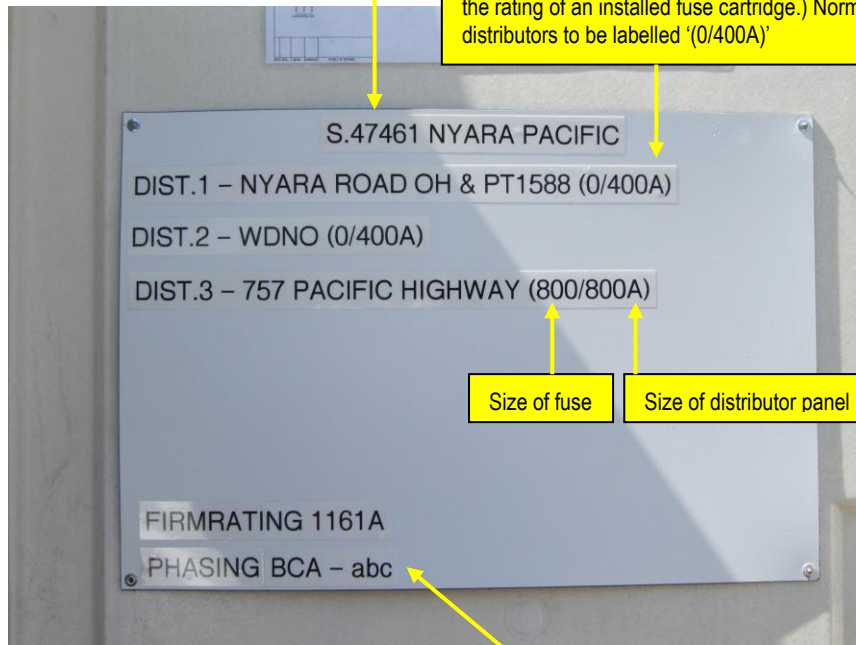 the rating of an installed fuse cartridge.) Norm
distributors to be labelled ‘(0/400A)’
S.47461 NYARA PACIFIC
DIST.1 – NYARA ROAD OH & PT1588 (0/400A)
DIST.2 – WDNO (0/400A)
DIST.3 – 757 PACIFIC HIGHWAY (800/800A)
Size of fuse
Size of distributor panel
FIRMRATING 1161A
PHASING BCA – abc